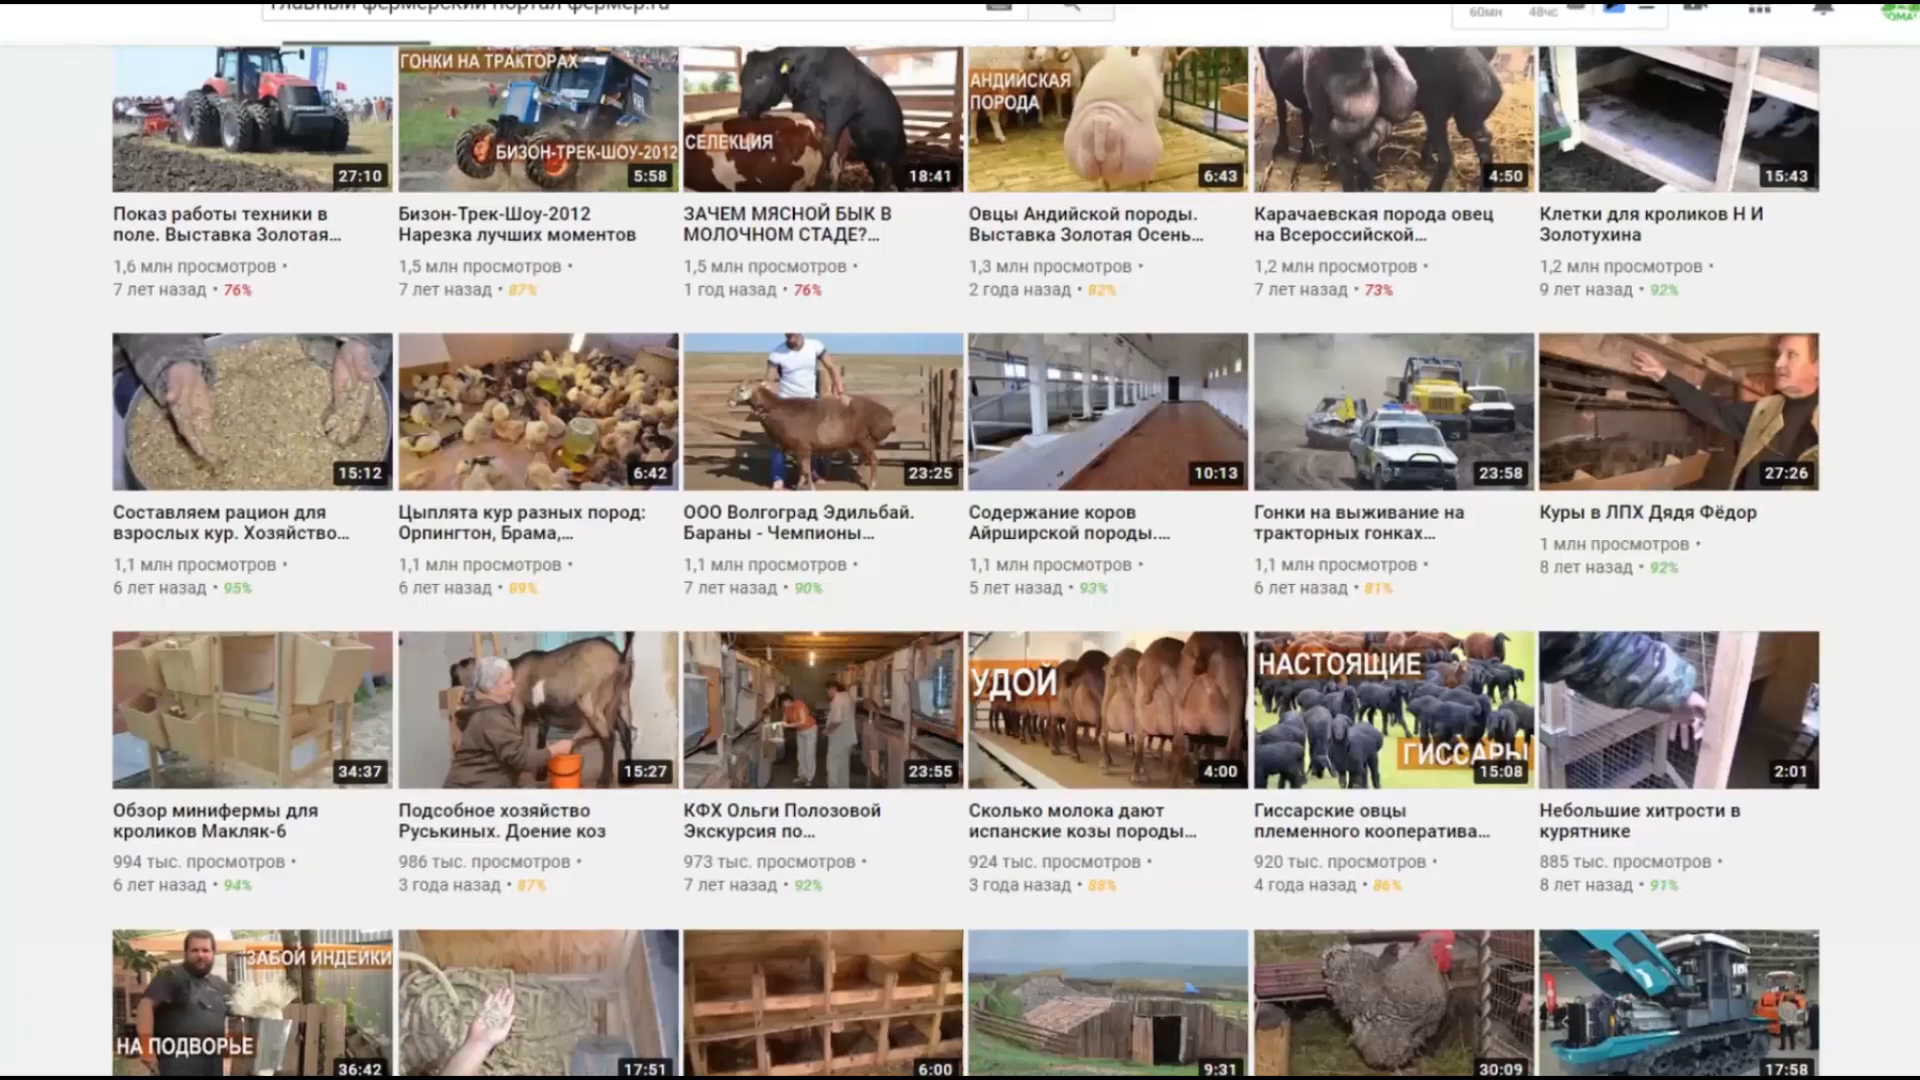 Главный фермерский портал фермер.ru
60мн 48чс
ГОНКИ НА ТРАКТОРАХ
БИЗОН-ТРЕК-ШОУ-2012
СЕЛЕКЦИЯ
АНДИЙСКАЯ
ПОРОДА
27:10 5:58 18:41 6:43 4:50 15:43
Показ работы техники в
поле. Выставка Золотая...
1,6 млн просмотров •
7 лет назад • 76%
Бизон-Трек-Шоу-2012
Нарезка лучших моментов
1,5 млн просмотров •
7 лет назад • 87%
ЗАЧЕМ МЯСНОЙ БЫК В
МОЛОЧНОМ СТАДЕ?...
1,5 млн просмотров •
1 год назад • 76%
Овцы Андийской породы.
Выставка Золотая Осень...
1,3 млн просмотров •
2 года назад • 82%
Карачаевская порода овец
на Всероссийской...
1,2 млн просмотров •
7 лет назад • 73%
Клетки для кроликов Н И
Золотухина
1,2 млн просмотров •
9 лет назад • 92%
15:12 6:42 23:25 10:13 23:58 27:26
Составляем рацион для
взрослых кур. Хозяйство...
1,1 млн просмотров •
6 лет назад • 95%
Цыплята кур разных пород:
Орпингтон, Брама,...
1,1 млн просмотров •
6 лет назад • 89%
ООО Волгоград Эдильбай.
Бараны - Чемпионы...
1,1 млн просмотров •
7 лет назад • 90%
Содержание коров
Айрширской породы....
1,1 млн просмотров •
5 лет назад • 93%
Гонки на выживание на
тракторных гонках...
1,1 млн просмотров •
6 лет назад • 81%
Куры в ЛПХ Дядя Фёдор
1 млн просмотров •
8 лет назад • 92%
УДОЙ
НАСТОЯЩИЕ
ГИССАРЫ
34:37 15:27 23:55 4:00 15:08 2:01
Обзор минифермы для
кроликов Макляк-6
994 тыс. просмотров •
6 лет назад • 94%
Подсобное хозяйство
Руськиных. Доение коз
986 тыс. просмотров •
3 года назад • 87%
КФХ Ольги Полозовой
Экскурсия по...
973 тыс. просмотров •
7 лет назад • 92%
Сколько молока дают
испанские козы породы...
924 тыс. просмотров •
3 года назад • 88%
Гиссарские овцы
племенного кооператива...
920 тыс. просмотров •
4 года назад • 86%
Небольшие хитрости в
курятнике
885 тыс. просмотров •
8 лет назад • 91%
ЗАБОЙ ИНДЕЙКИ
НА ПОДВОРЬЕ
36:42 17:51 6:00 9:31 30:09 17:58